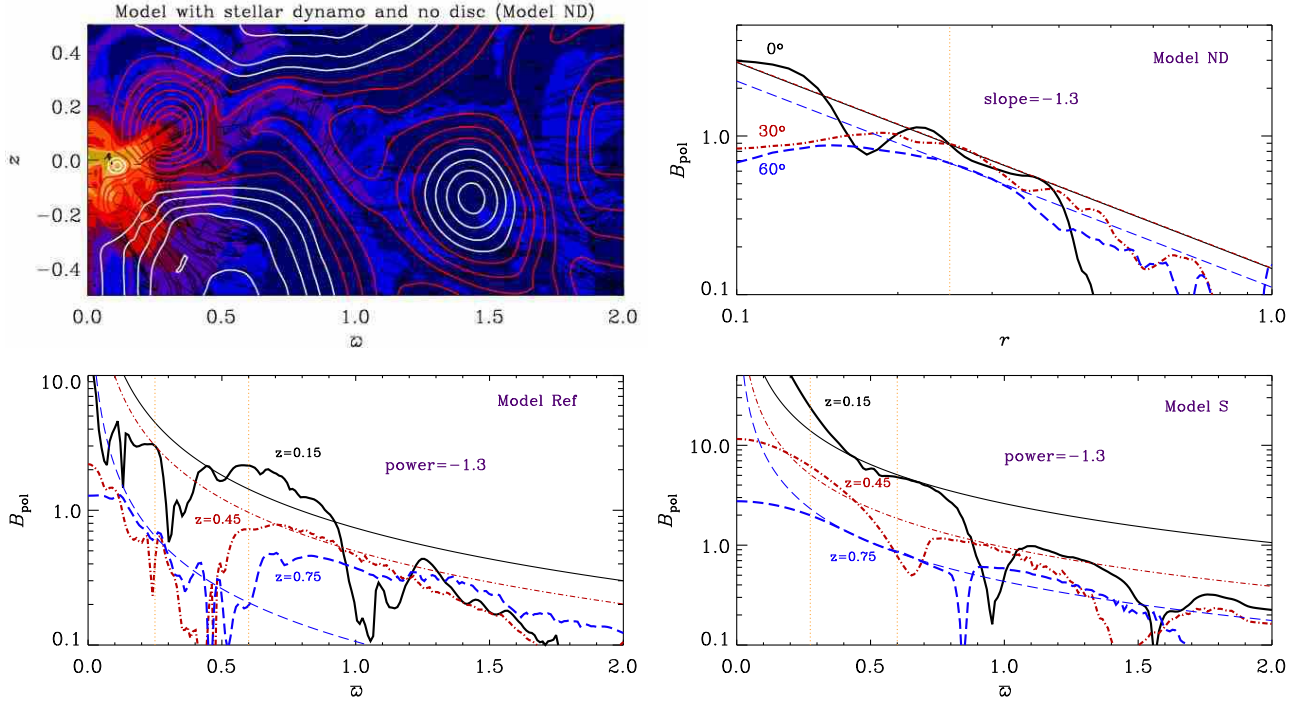 Model with stellar dynamo and no disc (Model ND)
0.4
0.2
0.0
−0.2
−0.4
z
0.0
0.5
1.0
1.5
2.0
ϖ
0°
Model ND
slope=−1.3
30°
60°
1.0
0.1
B_pol
0.1
1.0
r
10.0
1.0
0.1
B_pol
Model Ref
z=0.15
power=−1.3
z=0.45
z=0.75
0.0
0.5
1.0
1.5
2.0
ϖ
10.0
1.0
0.1
B_pol
Model S
z=0.15
power=−1.3
z=0.45
z=0.75
0.0
0.5
1.0
1.5
2.0
ϖ